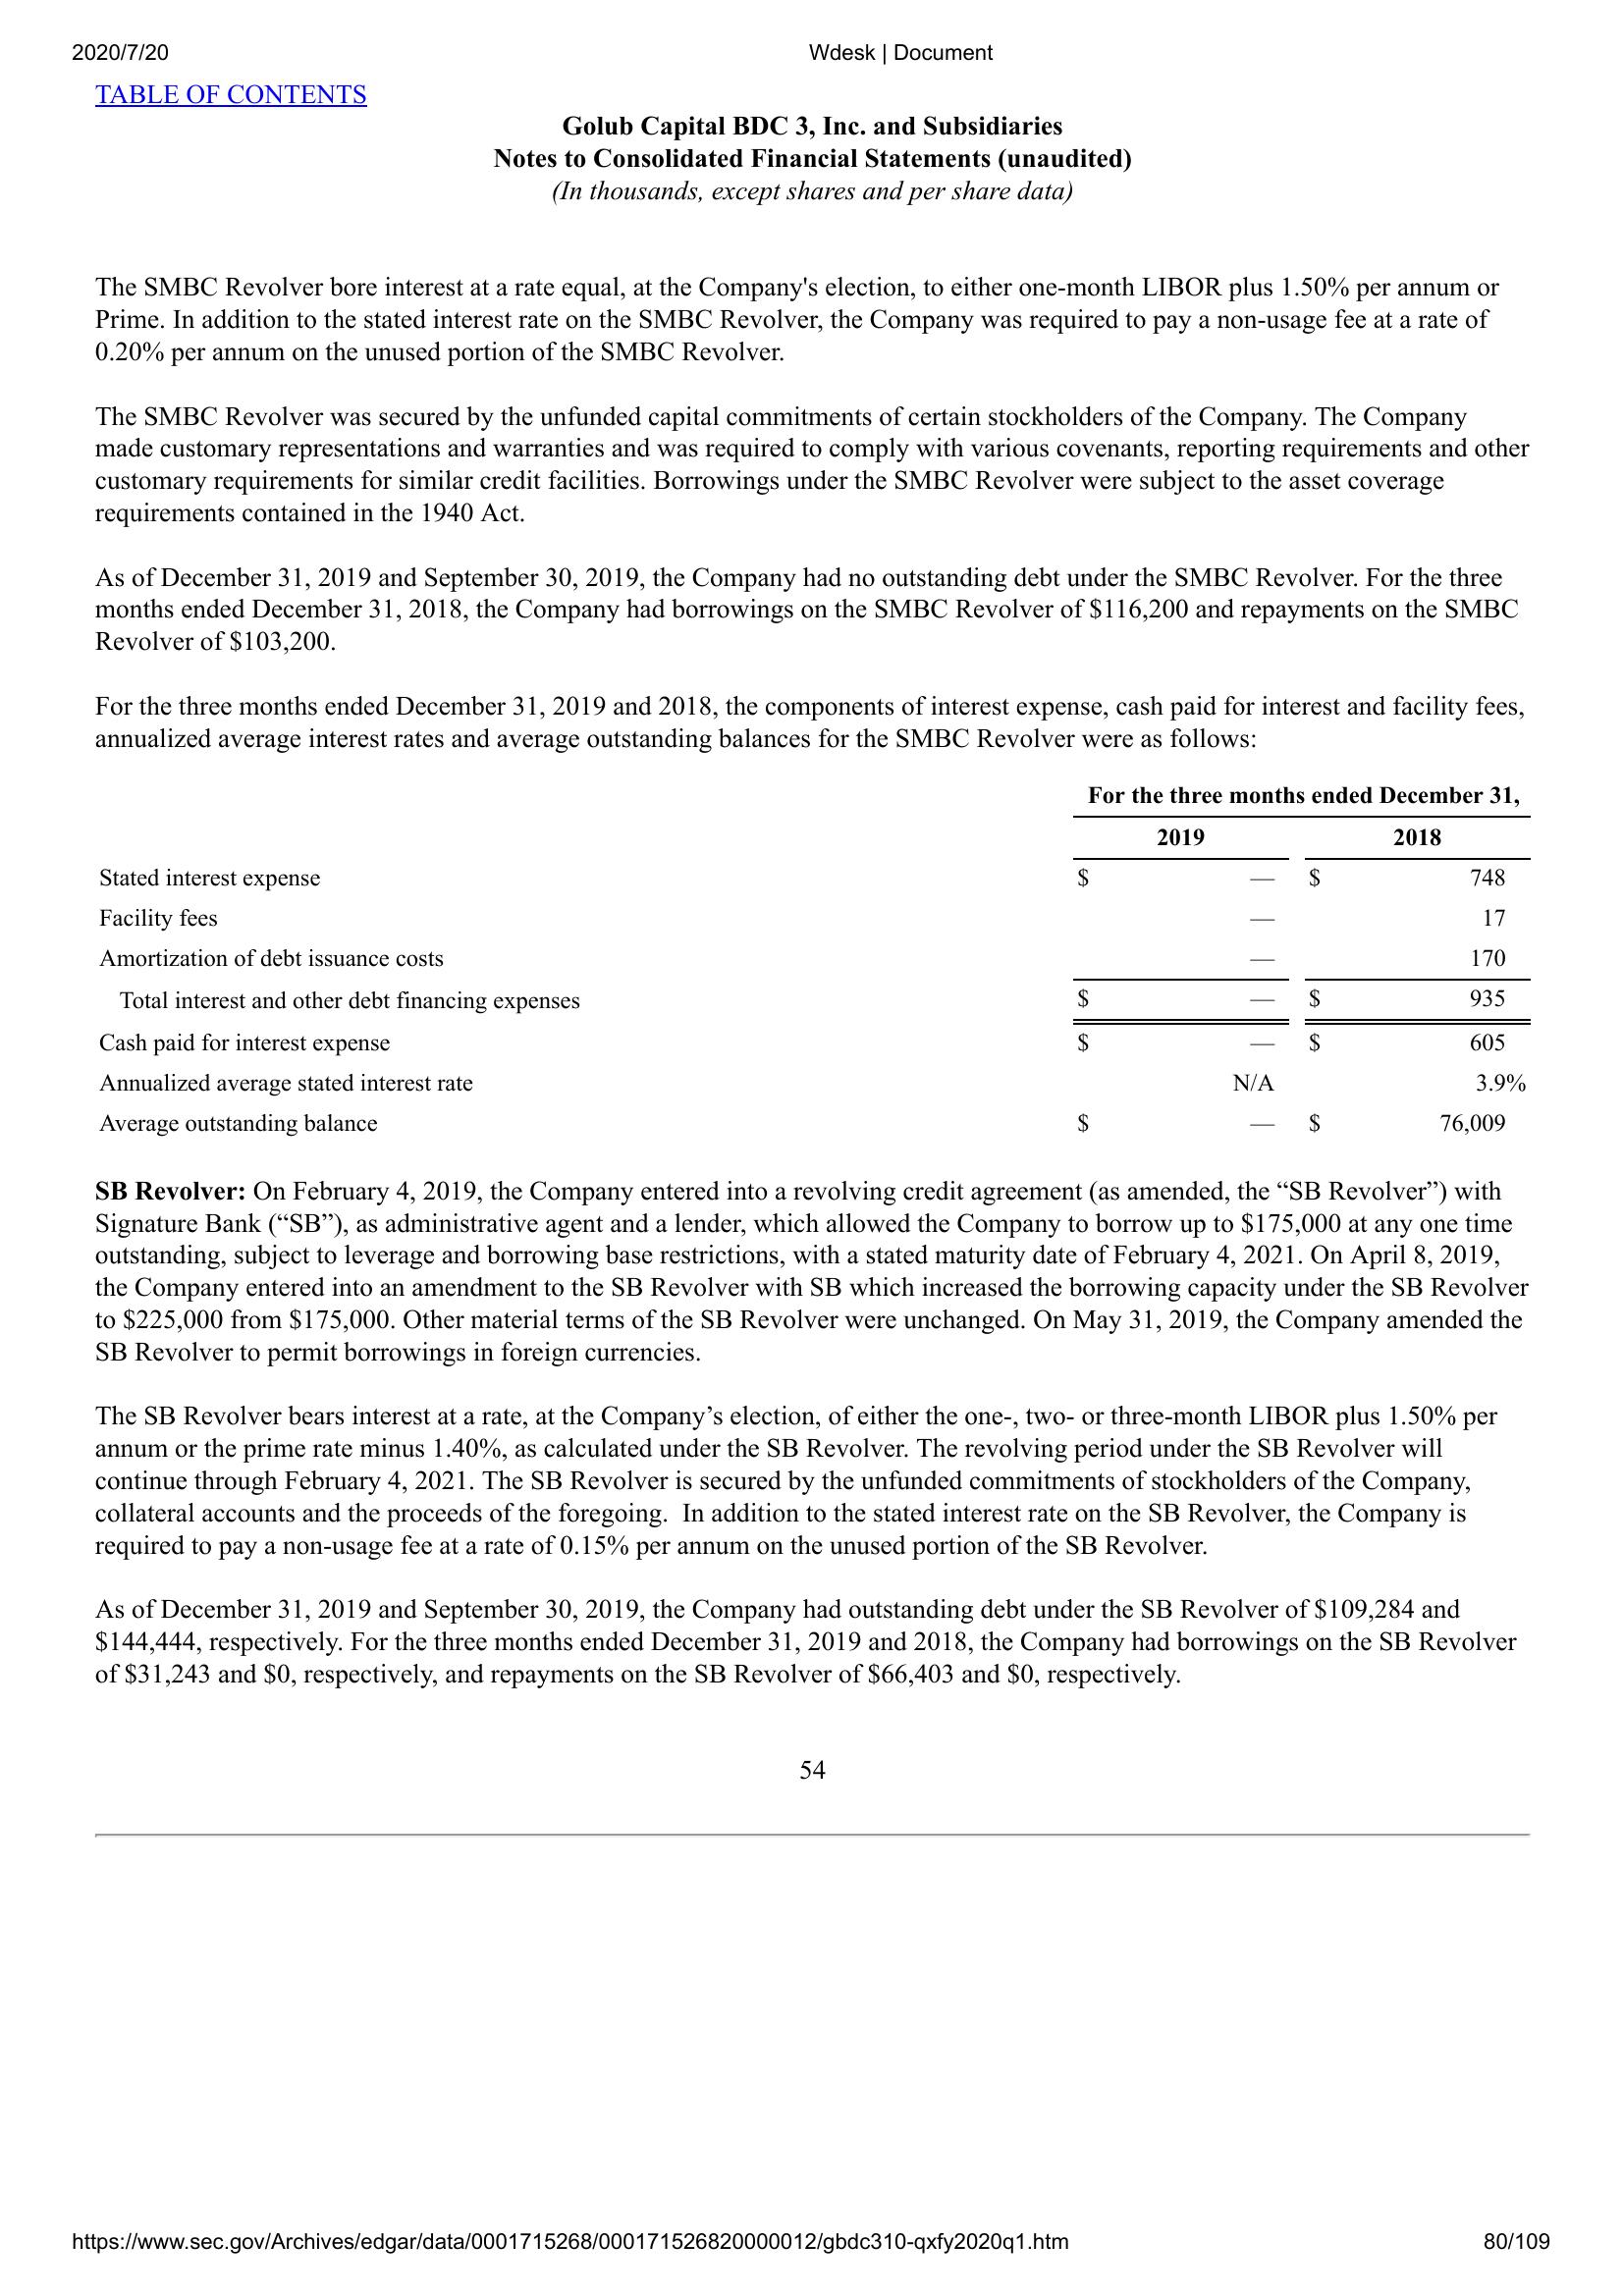 2020/7/20 Wdesk | Document
TABLE OF CONTENTS
Golub Capital BDC 3, Inc. and Subsidiaries
Notes to Consolidated Financial Statements (unaudited)
(In thousands, except shares and per share data)
The SMBC Revolver bore interest at a rate equal, at the Company's election, to either one-month LIBOR plus 1.50% per annum or
Prime. In addition to the stated interest rate on the SMBC Revolver, the Company was required to pay a non-usage fee at a rate of
0.20% per annum on the unused portion of the SMBC Revolver.
The SMBC Revolver was secured by the unfunded capital commitments of certain stockholders of the Company. The Company
made customary representations and warranties and was required to comply with various covenants, reporting requirements and other
customary requirements for similar credit facilities. Borrowings under the SMBC Revolver were subject to the asset coverage
requirements contained in the 1940 Act.
As of December 31, 2019 and September 30, 2019, the Company had no outstanding debt under the SMBC Revolver. For the three
months ended December 31, 2018, the Company had borrowings on the SMBC Revolver of $116,200 and repayments on the SMBC
Revolver of $103,200.
For the three months ended December 31, 2019 and 2018, the components of interest expense, cash paid for interest and facility fees,
annualized average interest rates and average outstanding balances for the SMBC Revolver were as follows:
For the three months ended December 31,
2019 2018
Stated interest expense $ — $ 748
Facility fees — 17
Amortization of debt issuance costs — 170
Total interest and other debt financing expenses $ — $ 935
Cash paid for interest expense $ — $ 605
Annualized average stated interest rate N/A 3.9%
Average outstanding balance $ — $ 76,009
SB Revolver: On February 4, 2019, the Company entered into a revolving credit agreement (as amended, the “SB Revolver”) with
Signature Bank (“SB”), as administrative agent and a lender, which allowed the Company to borrow up to $175,000 at any one time
outstanding, subject to leverage and borrowing base restrictions, with a stated maturity date of February 4, 2021. On April 8, 2019,
the Company entered into an amendment to the SB Revolver with SB which increased the borrowing capacity under the SB Revolver
to $225,000 from $175,000. Other material terms of the SB Revolver were unchanged. On May 31, 2019, the Company amended the
SB Revolver to permit borrowings in foreign currencies.
The SB Revolver bears interest at a rate, at the Company’s election, of either the one-, two- or three-month LIBOR plus 1.50% per
annum or the prime rate minus 1.40%, as calculated under the SB Revolver. The revolving period under the SB Revolver will
continue through February 4, 2021. The SB Revolver is secured by the unfunded commitments of stockholders of the Company,
collateral accounts and the proceeds of the foregoing. In addition to the stated interest rate on the SB Revolver, the Company is
required to pay a non-usage fee at a rate of 0.15% per annum on the unused portion of the SB Revolver.
As of December 31, 2019 and September 30, 2019, the Company had outstanding debt under the SB Revolver of $109,284 and
$144,444, respectively. For the three months ended December 31, 2019 and 2018, the Company had borrowings on the SB Revolver
of $31,243 and $0, respectively, and repayments on the SB Revolver of $66,403 and $0, respectively.
54
https://www.sec.gov/Archives/edgar/data/0001715268/000171526820000012/gbdc310-qxfy2020q1.htm 80/109